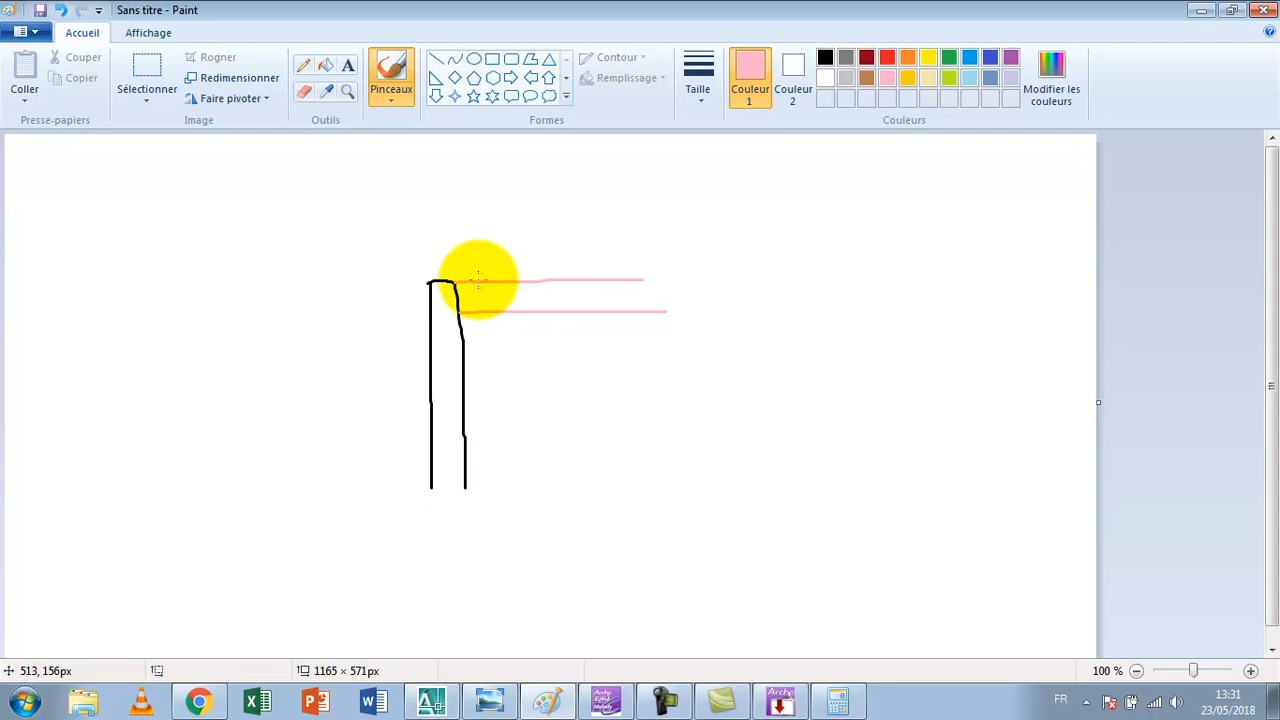 Sans titre - Paint
Accueil
Affichage
Coller
Couper
Copier
Presse-papiers
Sélectionner
Rogner
Redimensionner
Faire pivoter
Image
A
Outils
Pinceaux
Contour
Remplissage
Formes
Taille
Couleur 1
Couleur 2
Modifier les couleurs
Couleurs
513, 156px
1165 × 571px
100 %
FR
13:31
23/05/2018